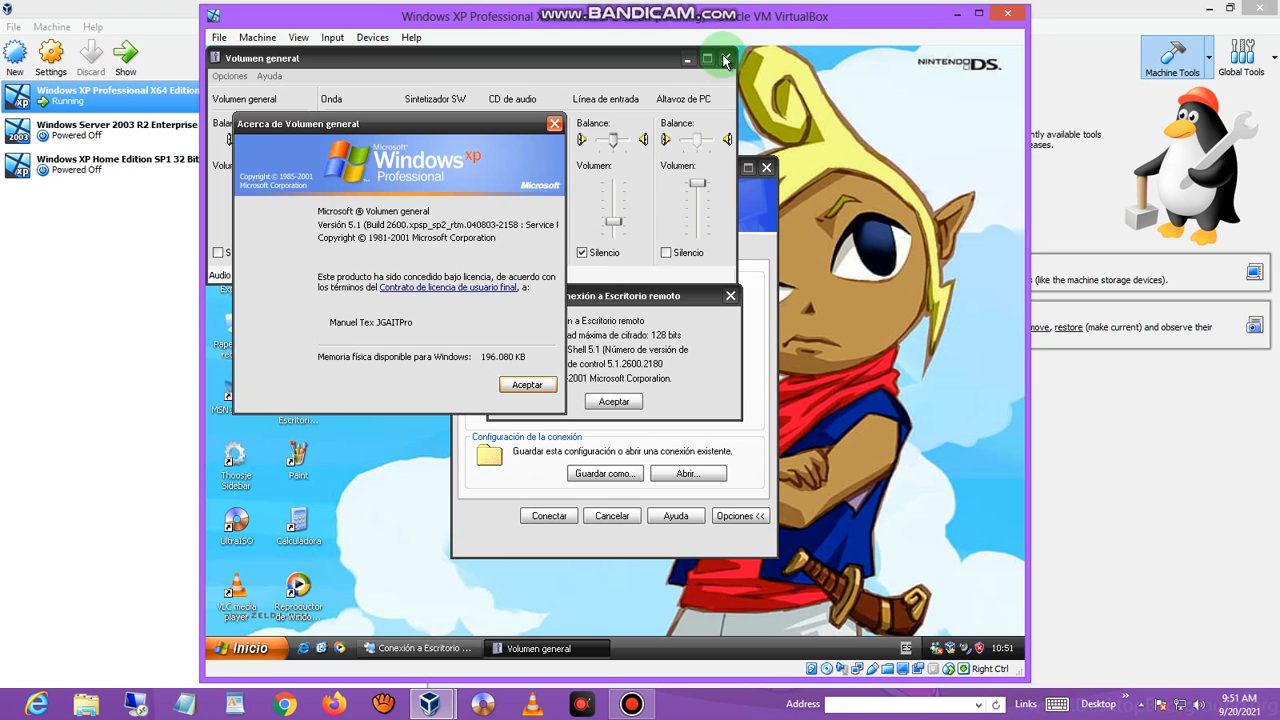 Windows XP Professional X
www.BANDICAM.com
cle VM VirtualBox
File Machine Help
File Machine View Input Devices Help
New Settings Discard Show
Machine Tools
Global Tools
Windows XP Professional X64 Edition
Running
Windows Server 2003 R2 Enterprise
Powered Off
Windows XP Home Edition SP1 32 Bit
Powered Off
Volumen general
Opciones Ayuda
Volumen general Onda Sintetizador SW CD de audio Línea de entrada Altavoz de PC
Balance: Balance:
Volumen: Volumen:
Silencio Silencio
Acerca de Volumen general
Microsoft
Windows xp
Professional
Copyright © 1985-2001
Microsoft Corporation
Microsoft
Microsoft ® Volumen general
Versión 5.1 (Build 2600.xpsp_sp2_rtm.040803-2158 : Service F
Copyright © 1981-2001 Microsoft Corporation
Este producto ha sido concedido bajo licencia, de acuerdo con
los términos del Contrato de licencia de usuario final, a:
Manuel Tex JGAITPro
Memoria física disponible para Windows: 196.080 KB
Aceptar
nexión a Escritorio remoto
n a Escritorio remoto
ad máxima de cifrado: 128 bits
Shell 5.1 (Número de versión de
de control 5.1.2600.2180
2001 Microsoft Corporation.
Aceptar
Configuración de la conexión
Guardar esta configuración o abrir una conexión existente.
Guardar como... Abrir...
Conectar Cancelar Ayuda Opciones <<
NINTENDO DS
ntly available tools
(like the machine storage devices).
move, restore (make current) and observe their
Audio
Pape
MSN
Escritori...
Thoosje
Sidebar
Paint
UltraISO
Calculadora
VLC media
player
Reproductor
de Windo...
ZELD
Inicio
Conexión a Escritorio ...
Volumen general
ES
10:51
Right Ctrl
Address
Links
Desktop
9:51 AM
9/20/2021